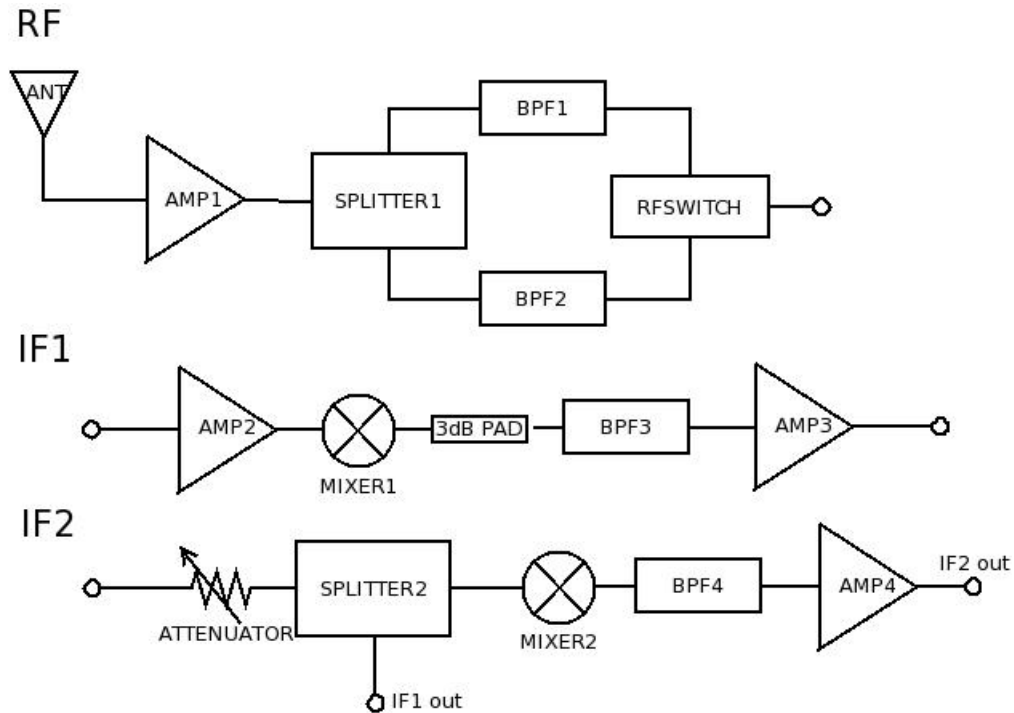 RF
ANT
AMP1
SPLITTER1
BPF1
BPF2
RFSWITCH
IF1
AMP2
MIXER1
3dB PAD
BPF3
AMP3
IF2
ATTENUATOR
SPLITTER2
IF1 out
MIXER2
BPF4
AMP4
IF2 out